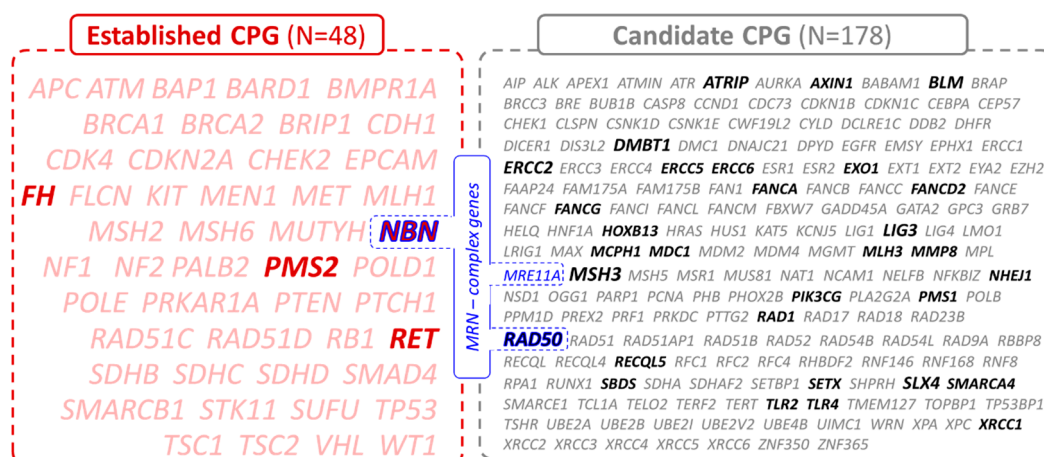 Established CPG (N=48)
APC ATM BAP1 BARD1 BMPR1A
BRCA1 BRCA2 BRIP1 CDH1
CDK4 CDKN2A CHEK2 EPCAM
FH FLCN KIT MEN1 MET MLH1
MSH2 MSH6 MUTYH NBN
NF1 NF2 PALB2 PMS2 POLD1
POLE PRKAR1A PTEN PTCH1
RAD51C RAD51D RB1 RET
SDHB SDHC SDHD SMAD4
SMARCB1 STK11 SUFU TP53
TSC1 TSC2 VHL WT1
MRN – complex genes
Candidate CPG (N=178)
AIP ALK APEX1 ATMIN ATR ATRIP AURKA AXIN1 BABAM1 BLM BRAP
BRCC3 BRE BUB1B CASP8 CCND1 CDC73 CDKN1B CDKN1C CEBPA CEP57
CHEK1 CLSPN CSNK1D CSNK1E CWF19L2 CYLD DCLRE1C DDB2 DHFR
DICER1 DIS3L2 DMBT1 DMC1 DNAJC21 DPYD EGFR EMSY EPHX1 ERCC1
ERCC2 ERCC3 ERCC4 ERCC5 ERCC6 ESR1 ESR2 EXO1 EXT1 EXT2 EYA2 EZH2
FAAP24 FAM175A FAM175B FAN1 FANCA FANCB FANCC FANCD2 FANCE
FANCF FANCG FANCI FANCL FANCM FBXW7 GADD45A GATA2 GPC3 GRB7
HELQ HNF1A HOXB13 HRAS HUS1 KAT5 KCNJ5 LIG1 LIG3 LIG4 LMO1
LRIG1 MAX MCPH1 MDC1 MDM2 MDM4 MGMT MLH3 MMP8 MPL
MRE11A MSH3 MSH5 MSR1 MUS81 NAT1 NCAM1 NELFB NFKBIZ NHEJ1
NSD1 OGG1 PARP1 PCNA PHB PHOX2B PIK3CG PLA2G2A PMS1 POLB
PPM1D PREX2 PRF1 PRKDC PTTG2 RAD1 RAD17 RAD18 RAD23B
RAD50 RAD51 RAD51AP1 RAD51B RAD52 RAD54B RAD54L RAD9A RBBP8
RECQL RECQL4 RECQL5 RFC1 RFC2 RFC4 RHBDF2 RNF146 RNF168 RNF8
RPA1 RUNX1 SBDS SDHA SDHAF2 SETBP1 SETX SHPRH SLX4 SMARCA4
SMARCE1 TCL1A TELO2 TERF2 TERT TLR2 TLR4 TMEM127 TOPBP1 TP53BP1
TSHR UBE2A UBE2B UBE2I UBE2V2 UBE4B UIMC1 WRN XPA XPC XRCC1
XRCC2 XRCC3 XRCC4 XRCC5 XRCC6 ZNF350 ZNF365